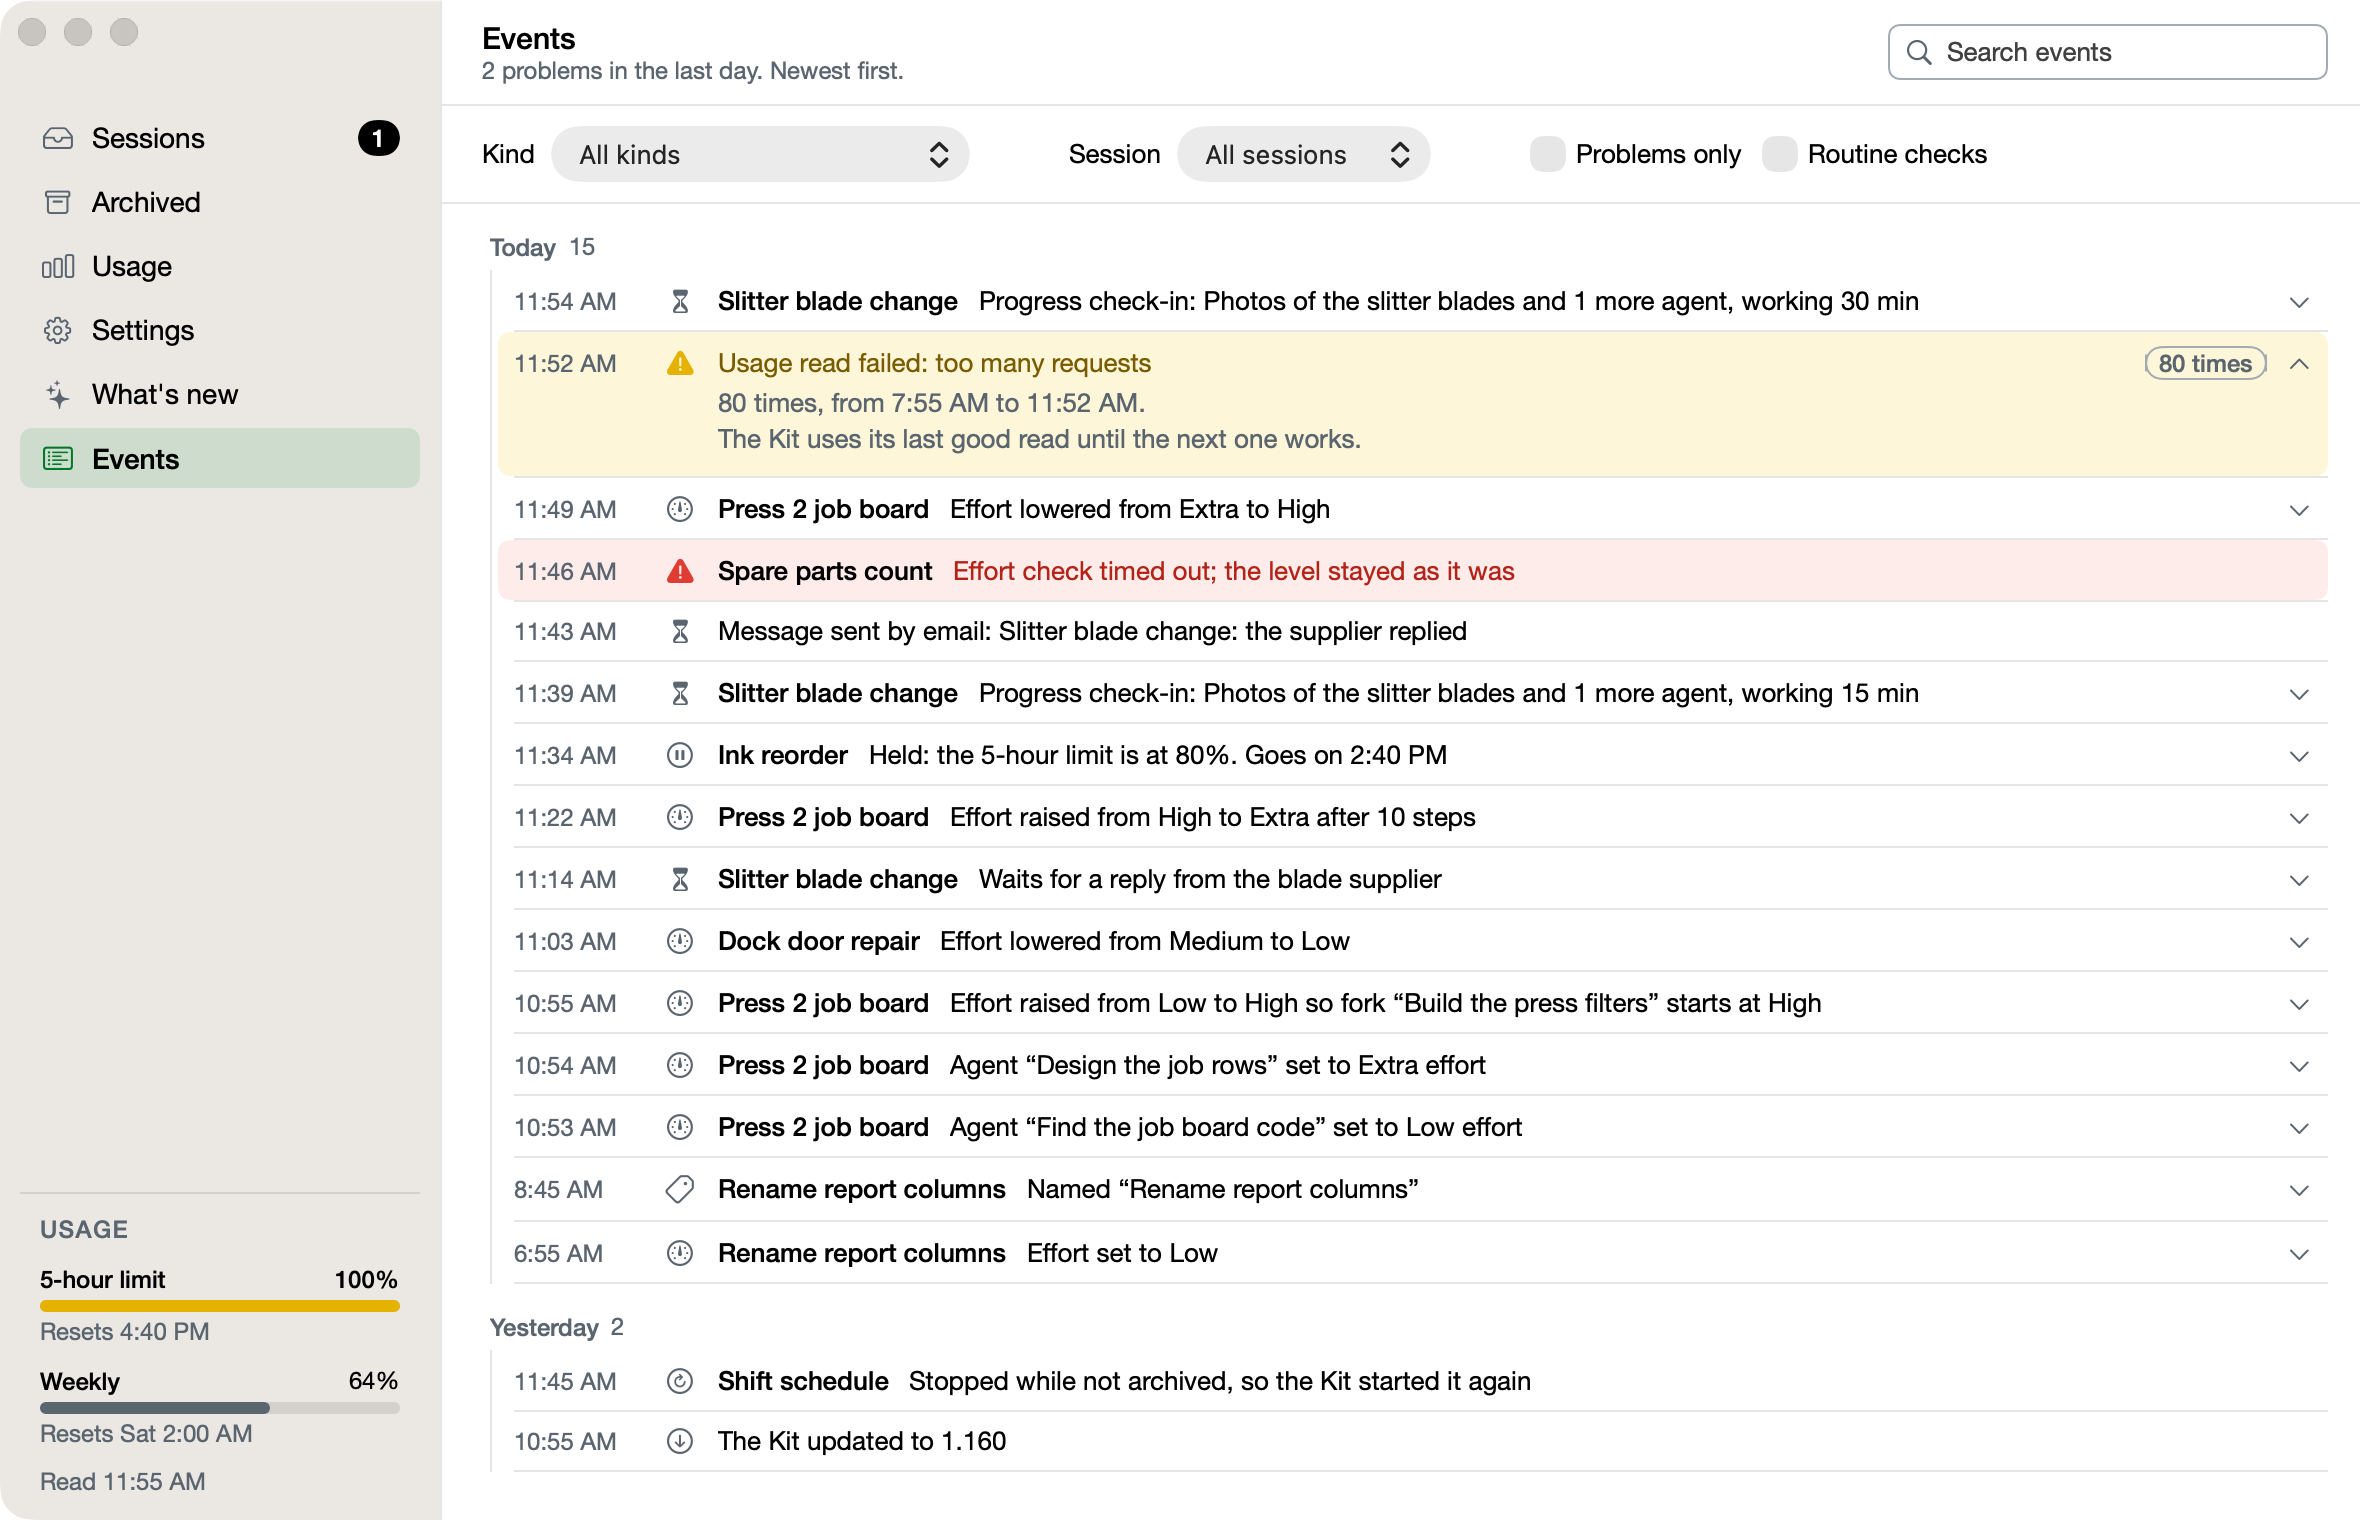 Sessions 1
Archived
Usage
Settings
What's new
Events
USAGE
5-hour limit 100%
Resets 4:40 PM
Weekly 64%
Resets Sat 2:00 AM
Read 11:55 AM
Events
2 problems in the last day. Newest first.
Search events
Kind All kinds Session All sessions Problems only Routine checks
Today 15
11:54 AM Slitter blade change Progress check-in: Photos of the slitter blades and 1 more agent, working 30 min
11:52 AM Usage read failed: too many requests 80 times
80 times, from 7:55 AM to 11:52 AM.
The Kit uses its last good read until the next one works.
11:49 AM Press 2 job board Effort lowered from Extra to High
11:46 AM Spare parts count Effort check timed out; the level stayed as it was
11:43 AM Message sent by email: Slitter blade change: the supplier replied
11:39 AM Slitter blade change Progress check-in: Photos of the slitter blades and 1 more agent, working 15 min
11:34 AM Ink reorder Held: the 5-hour limit is at 80%. Goes on 2:40 PM
11:22 AM Press 2 job board Effort raised from High to Extra after 10 steps
11:14 AM Slitter blade change Waits for a reply from the blade supplier
11:03 AM Dock door repair Effort lowered from Medium to Low
10:55 AM Press 2 job board Effort raised from Low to High so fork “Build the press filters” starts at High
10:54 AM Press 2 job board Agent “Design the job rows” set to Extra effort
10:53 AM Press 2 job board Agent “Find the job board code” set to Low effort
8:45 AM Rename report columns Named “Rename report columns”
6:55 AM Rename report columns Effort set to Low
Yesterday 2
11:45 AM Shift schedule Stopped while not archived, so the Kit started it again
10:55 AM The Kit updated to 1.160